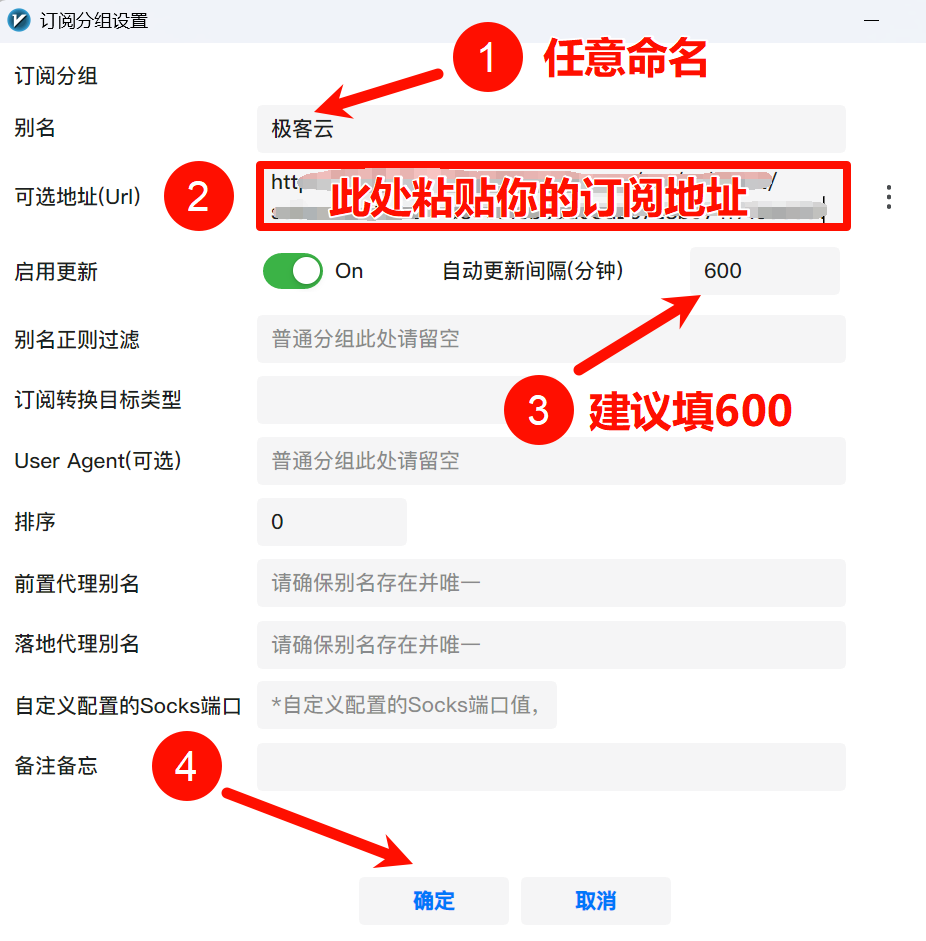 订阅分组设置
订阅分组
1 任意命名
别名 极客云
可选地址(Url) 2 此处粘贴你的订阅地址
启用更新 On 自动更新间隔(分钟) 600
别名正则过滤 普通分组此处请留空
订阅转换目标类型
3 建议填600
User Agent(可选) 普通分组此处请留空
排序 0
前置代理别名 请确保别名存在并唯一
落地代理别名 请确保别名存在并唯一
自定义配置的Socks端口 *自定义配置的Socks端口值，
备注备忘 4
确定 取消